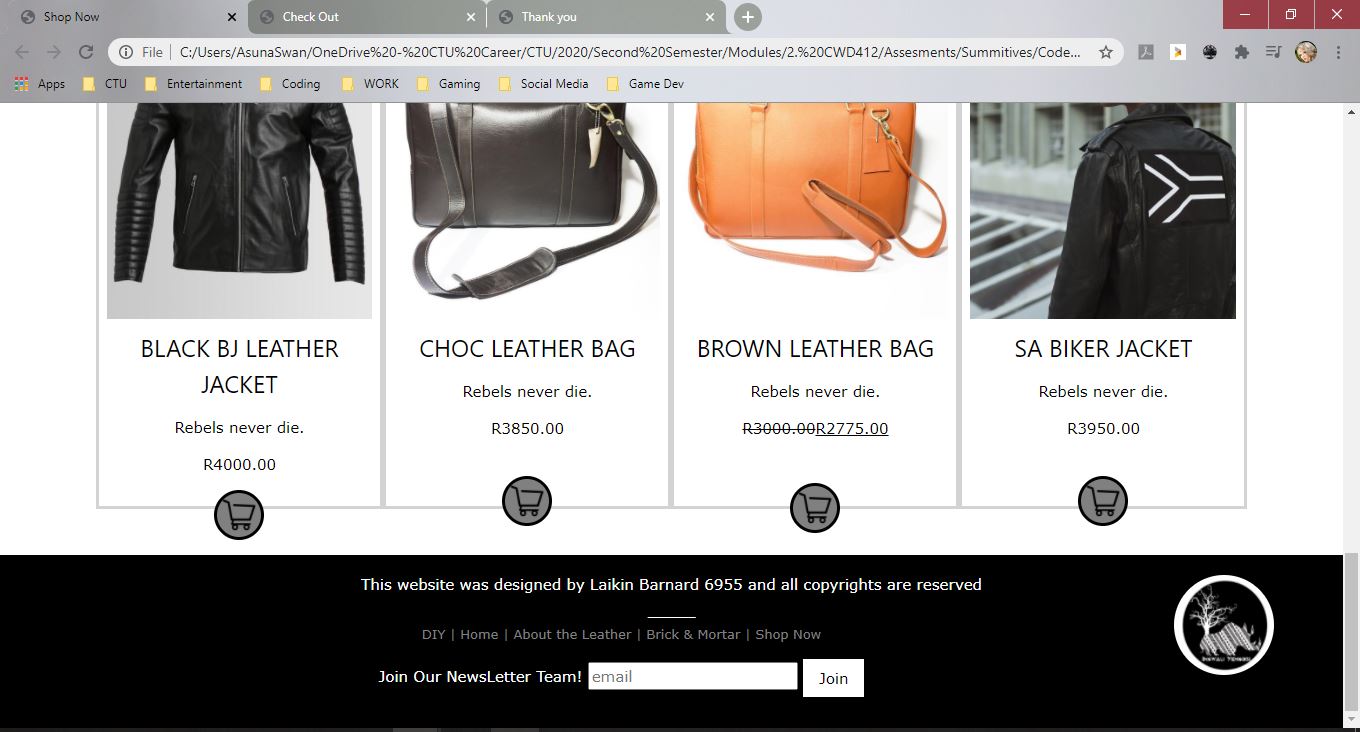 Shop Now
Check Out
Thank you
File | C:/Users/AsunaSwan/OneDrive%20-%20CTU%20Career/CTU/2020/Second%20Semester/Modules/2.%20CWD412/Assesments/Summitives/Code...
Apps CTU Entertainment Coding WORK Gaming Social Media Game Dev
BLACK BJ LEATHER
JACKET
Rebels never die.
R4000.00
CHOC LEATHER BAG
Rebels never die.
R3850.00
BROWN LEATHER BAG
Rebels never die.
R3000.00R2775.00
SA BIKER JACKET
Rebels never die.
R3950.00
This website was designed by Laikin Barnard 6955 and all copyrights are reserved
DIY | Home | About the Leather | Brick & Mortar | Shop Now
Join Our NewsLetter Team! email Join